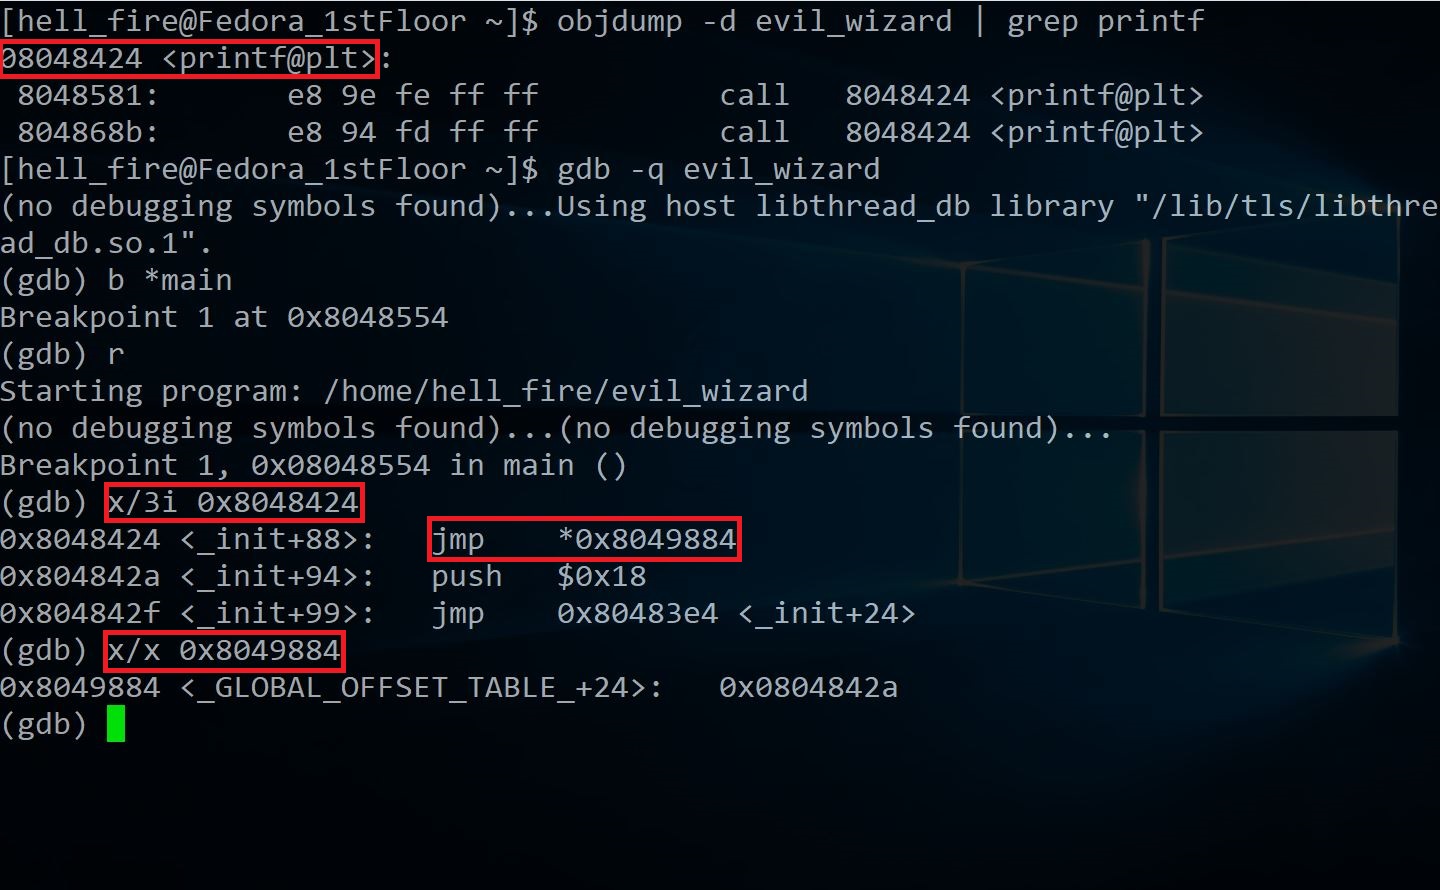 [hell_fire@Fedora_1stFloor ~]$ objdump -d evil_wizard | grep printf
08048424 <printf@plt>:
 8048581:       e8 9e fe ff ff          call   8048424 <printf@plt>
 804868b:       e8 94 fd ff ff          call   8048424 <printf@plt>
[hell_fire@Fedora_1stFloor ~]$ gdb -q evil_wizard
(no debugging symbols found)...Using host libthread_db library "/lib/tls/libthre
ad_db.so.1".
(gdb) b *main
Breakpoint 1 at 0x8048554
(gdb) r
Starting program: /home/hell_fire/evil_wizard
(no debugging symbols found)...(no debugging symbols found)...
Breakpoint 1, 0x08048554 in main ()
(gdb) x/3i 0x8048424
0x8048424 <_init+88>:   jmp    *0x8049884
0x804842a <_init+94>:   push   $0x18
0x804842f <_init+99>:   jmp    0x80483e4 <_init+24>
(gdb) x/x 0x8049884
0x8049884 <_GLOBAL_OFFSET_TABLE_+24>:   0x0804842a
(gdb)